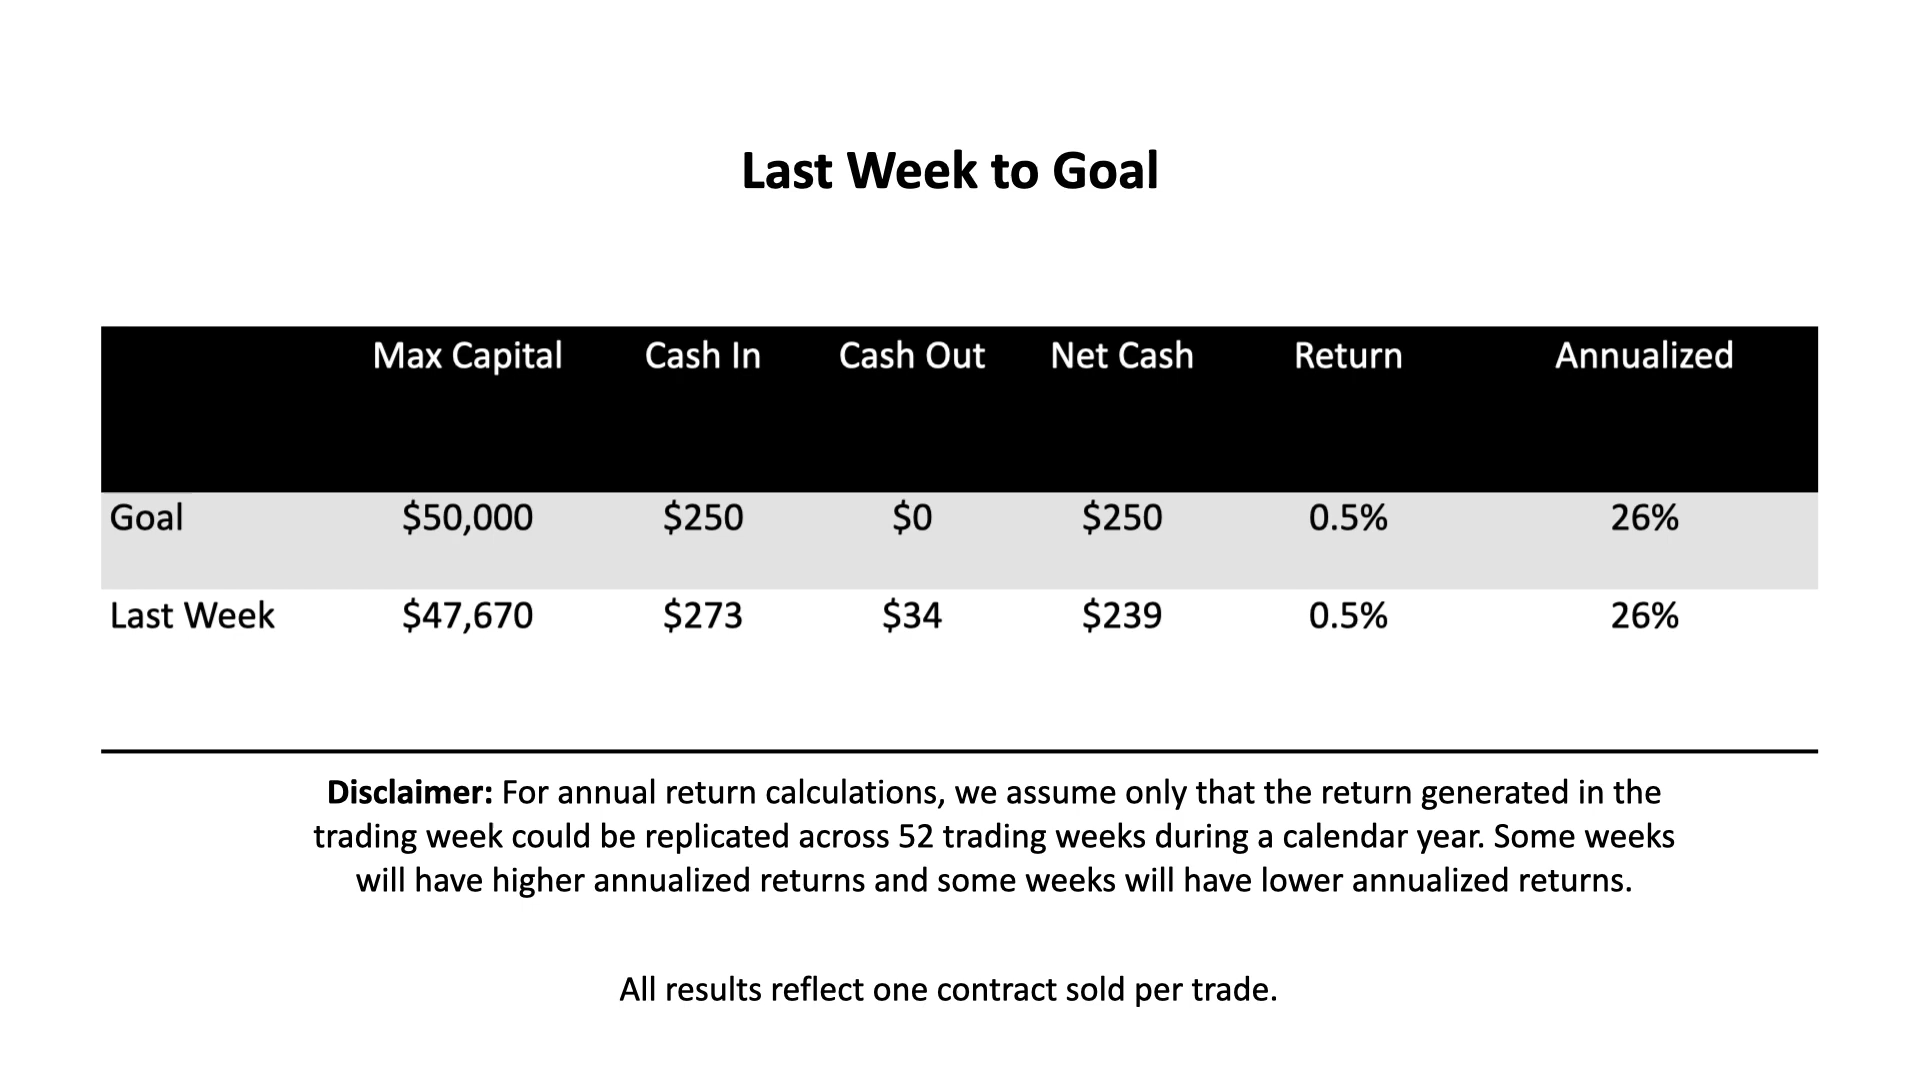 Last Week to Goal
Max Capital Cash In Cash Out Net Cash Return Annualized
Goal $50,000 $250 $0 $250 0.5% 26%
Last Week $47,670 $273 $34 $239 0.5% 26%
Disclaimer: For annual return calculations, we assume only that the return generated in the
trading week could be replicated across 52 trading weeks during a calendar year. Some weeks
will have higher annualized returns and some weeks will have lower annualized returns.
All results reflect one contract sold per trade.